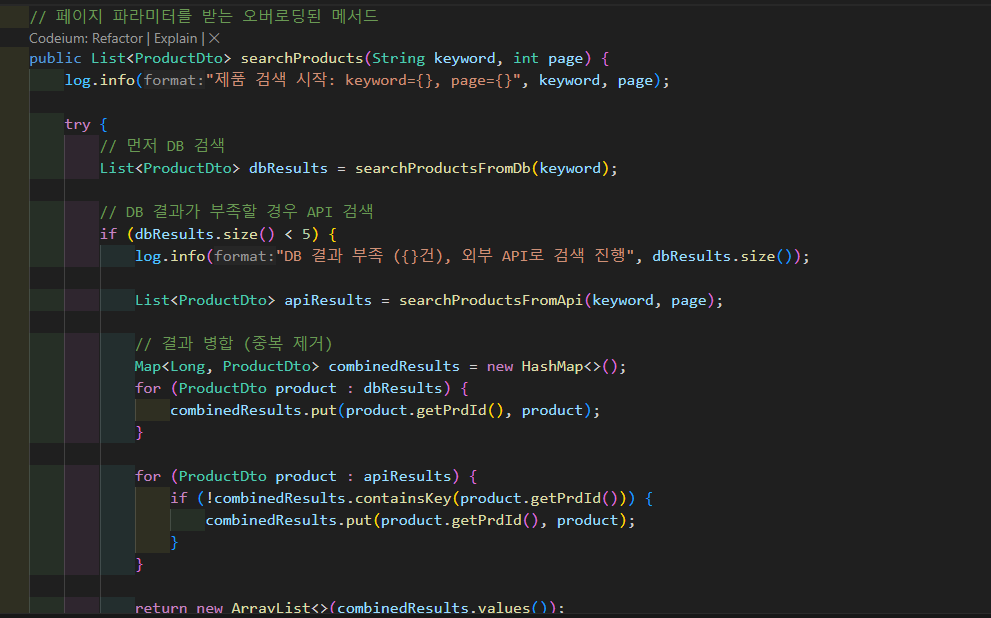 // 페이지 파라미터를 받는 오버로딩된 메서드
Codeium: Refactor | Explain | ×
public List<ProductDto> searchProducts(String keyword, int page) {
log.info(format:"제품 검색 시작: keyword={}, page={}", keyword, page);
try {
// 먼저 DB 검색
List<ProductDto> dbResults = searchProductsFromDb(keyword);
// DB 결과가 부족할 경우 API 검색
if (dbResults.size() < 5) {
log.info(format:"DB 결과 부족 ({}건), 외부 API로 검색 진행", dbResults.size());
List<ProductDto> apiResults = searchProductsFromApi(keyword, page);
// 결과 병합 (중복 제거)
Map<Long, ProductDto> combinedResults = new HashMap<>();
for (ProductDto product : dbResults) {
combinedResults.put(product.getPrdId(), product);
}
for (ProductDto product : apiResults) {
if (!combinedResults.containsKey(product.getPrdId())) {
combinedResults.put(product.getPrdId(), product);
}
}
return new ArrayList<>(combinedResults.values());